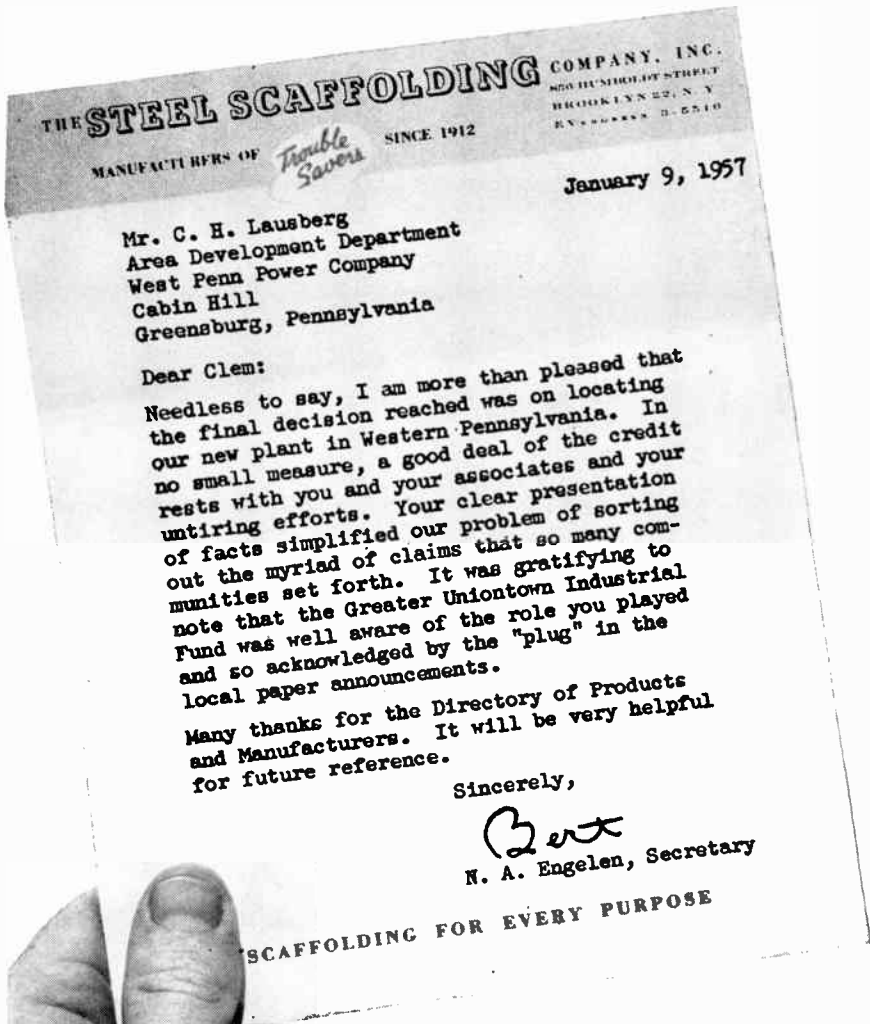 THE STEEL SCAFFOLDING COMPANY, INC.
856 HUMBOLDT STREET
BROOKLYN 22, N. Y
MANUFACTURERS OF Trouble Savers SINCE 1912
January 9, 1957
Mr. C. H. Lausberg
Area Development Department
West Penn Power Company
Cabin Hill
Greensburg, Pennsylvania
Dear Clem:
Needless to say, I am more than pleased that
the final decision reached was on locating
our new plant in Western Pennsylvania. In
no small measure, a good deal of the credit
rests with you and your associates and your
untiring efforts. Your clear presentation
of facts simplified our problem of sorting
out the myriad of claims that so many com-
munities set forth. It was gratifying to
note that the Greater Uniontown Industrial
Fund was well aware of the role you played
and so acknowledged by the "plug" in the
local paper announcements.
Many thanks for the Directory of Products
and Manufacturers. It will be very helpful
for future reference.
Sincerely,
Bert
N. A. Engelen, Secretary
SCAFFOLDING FOR EVERY PURPOSE